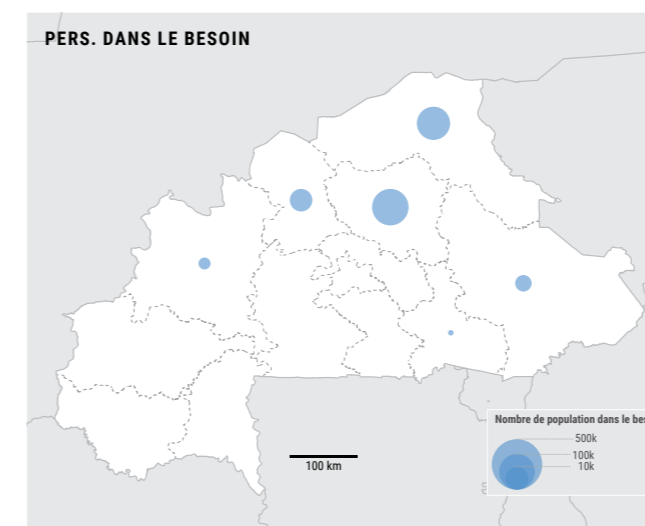 PERS. DANS LE BESOIN
100 km
Nombre de population dans le bes
500k
100k
10k